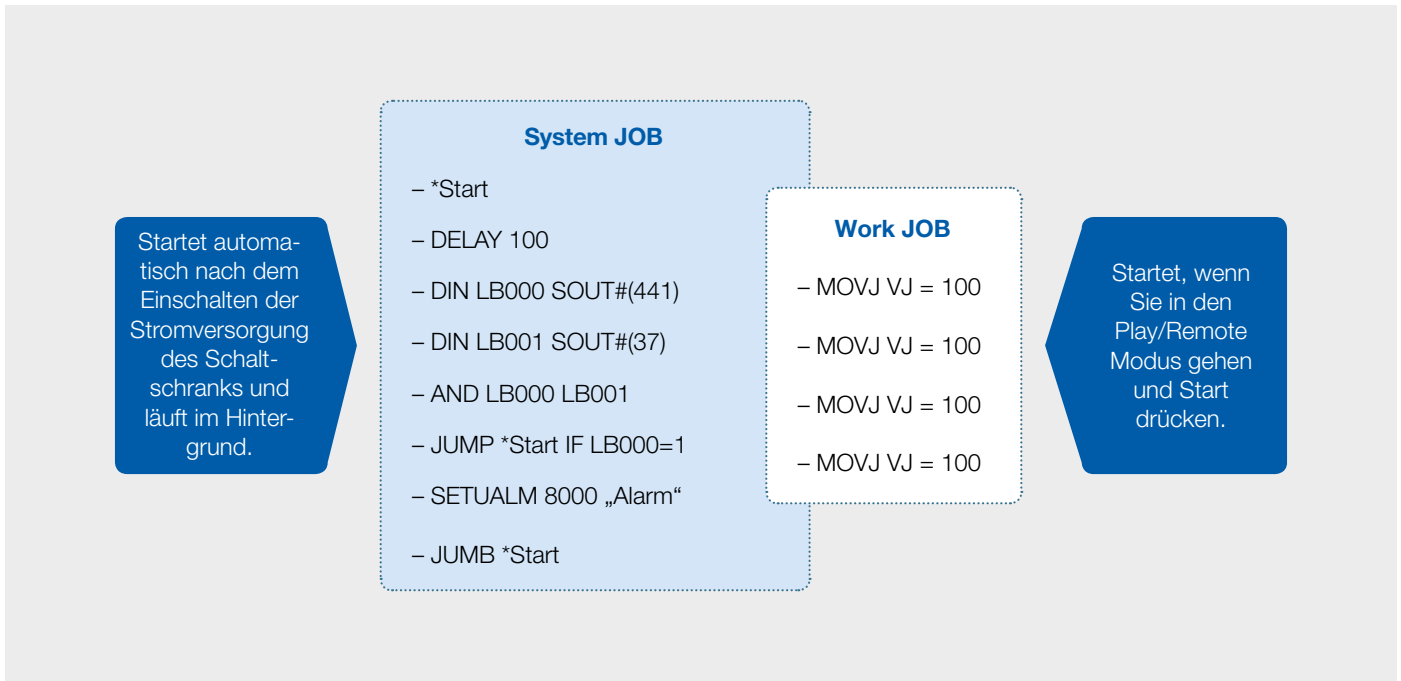 Startet automa-
tisch nach dem
Einschalten der
Stromversorgung
des Schalt-
schranks und
läuft im Hinter-
grund.
System JOB
– *Start
– DELAY 100
– DIN LB000 SOUT#(441)
– DIN LB001 SOUT#(37)
– AND LB000 LB001
– JUMP *Start IF LB000=1
– SETUALM 8000 „Alarm“
– JUMB *Start
Work JOB
– MOVJ VJ = 100
– MOVJ VJ = 100
– MOVJ VJ = 100
– MOVJ VJ = 100
Startet, wenn
Sie in den
Play/Remote
Modus gehen
und Start
drücken.